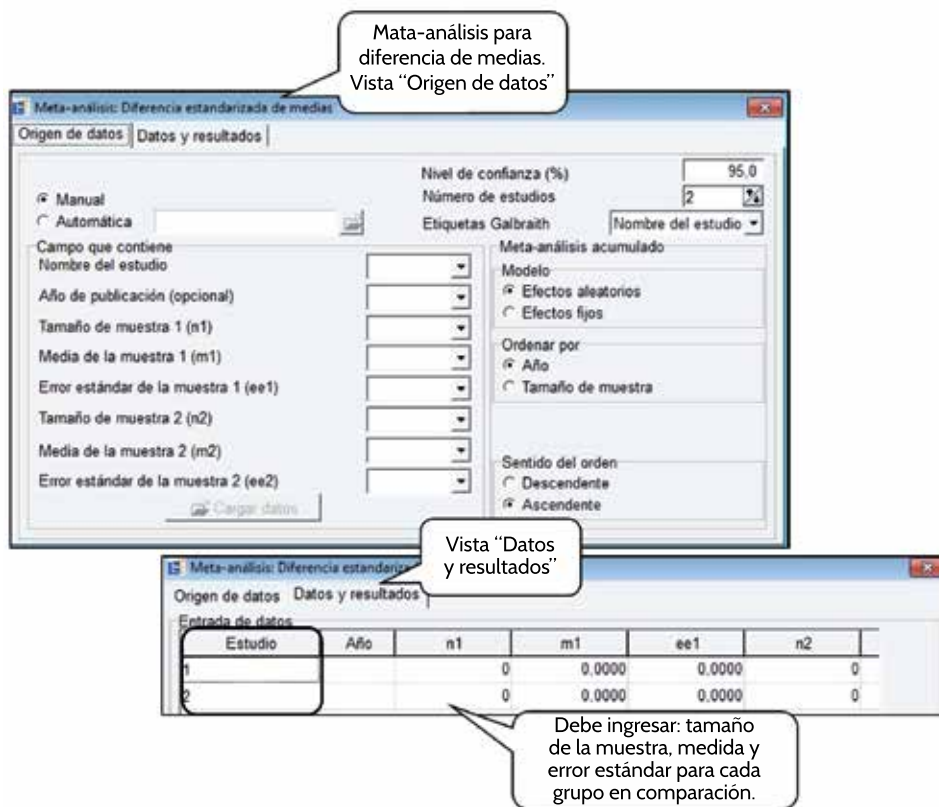 Mata-análisis para
diferencia de medias.
Vista “Origen de datos”
Meta-análisis: Diferencia estandarizada de medias
Origen de datos Datos y resultados
Nivel de confianza (%) 95,0
Manual
Número de estudios 2
Automática
Etiquetas Galbraith Nombre del estudio
Campo que contiene
Nombre del estudio
Año de publicación (opcional)
Tamaño de muestra 1 (n1)
Media de la muestra 1 (m1)
Error estándar de la muestra 1 (ee1)
Tamaño de muestra 2 (n2)
Media de la muestra 2 (m2)
Error estándar de la muestra 2 (ee2)
Cargar datos
Meta-análisis acumulado
Modelo
Efectos aleatorios
Efectos fijos
Ordenar por
Año
Tamaño de muestra
Sentido del orden
Descendente
Ascendente
Vista “Datos
y resultados”
Meta-análisis: Diferencia
Origen de datos Datos y resultados
Entrada de datos
Estudio Año n1 m1 ee1 n2
1 0 0,0000 0,0000 0
2 0 0,0000 0,0000 0
Debe ingresar: tamaño
de la muestra, medida y
error estándar para cada
grupo en comparación.